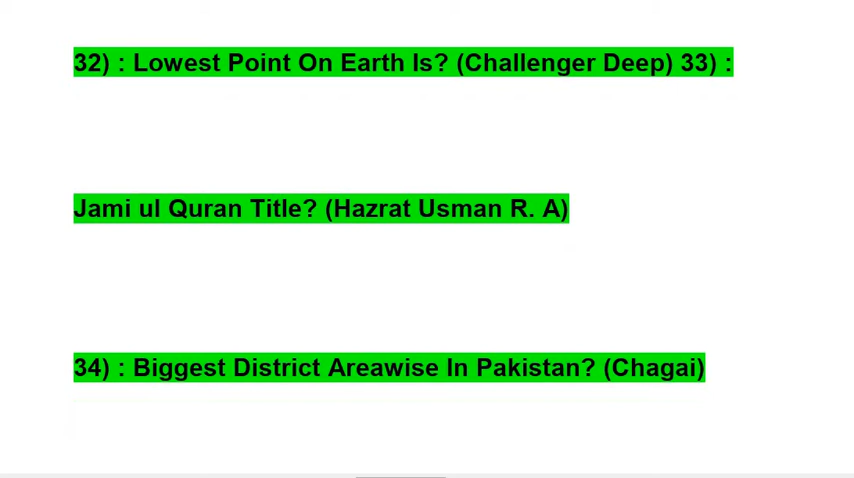 32) : Lowest Point On Earth Is? (Challenger Deep) 33) :
Jami ul Quran Title? (Hazrat Usman R. A)
34) : Biggest District Areawise In Pakistan? (Chagai)